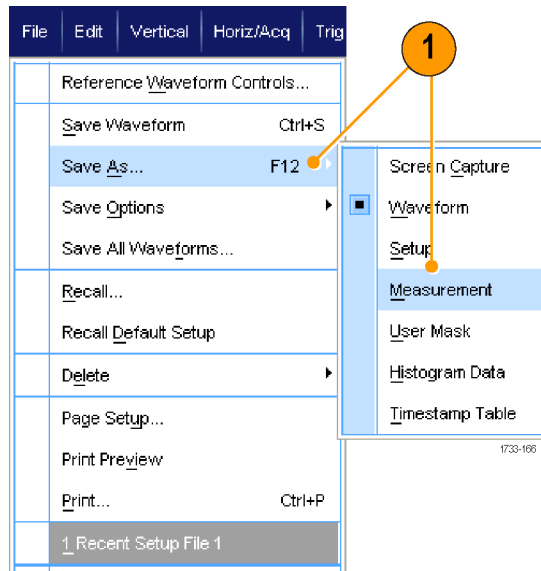 File Edit Vertical Horiz/Acq Trig
1
Reference Waveform Controls...
Save Waveform Ctrl+S
Save As... F12
Save Options
Save All Waveforms...
Recall...
Recall Default Setup
Delete
Page Setup...
Print Preview
Print... Ctrl+P
1 Recent Setup File 1
Screen Capture
Waveform
Setup
Measurement
User Mask
Histogram Data
Timestamp Table
1733-166